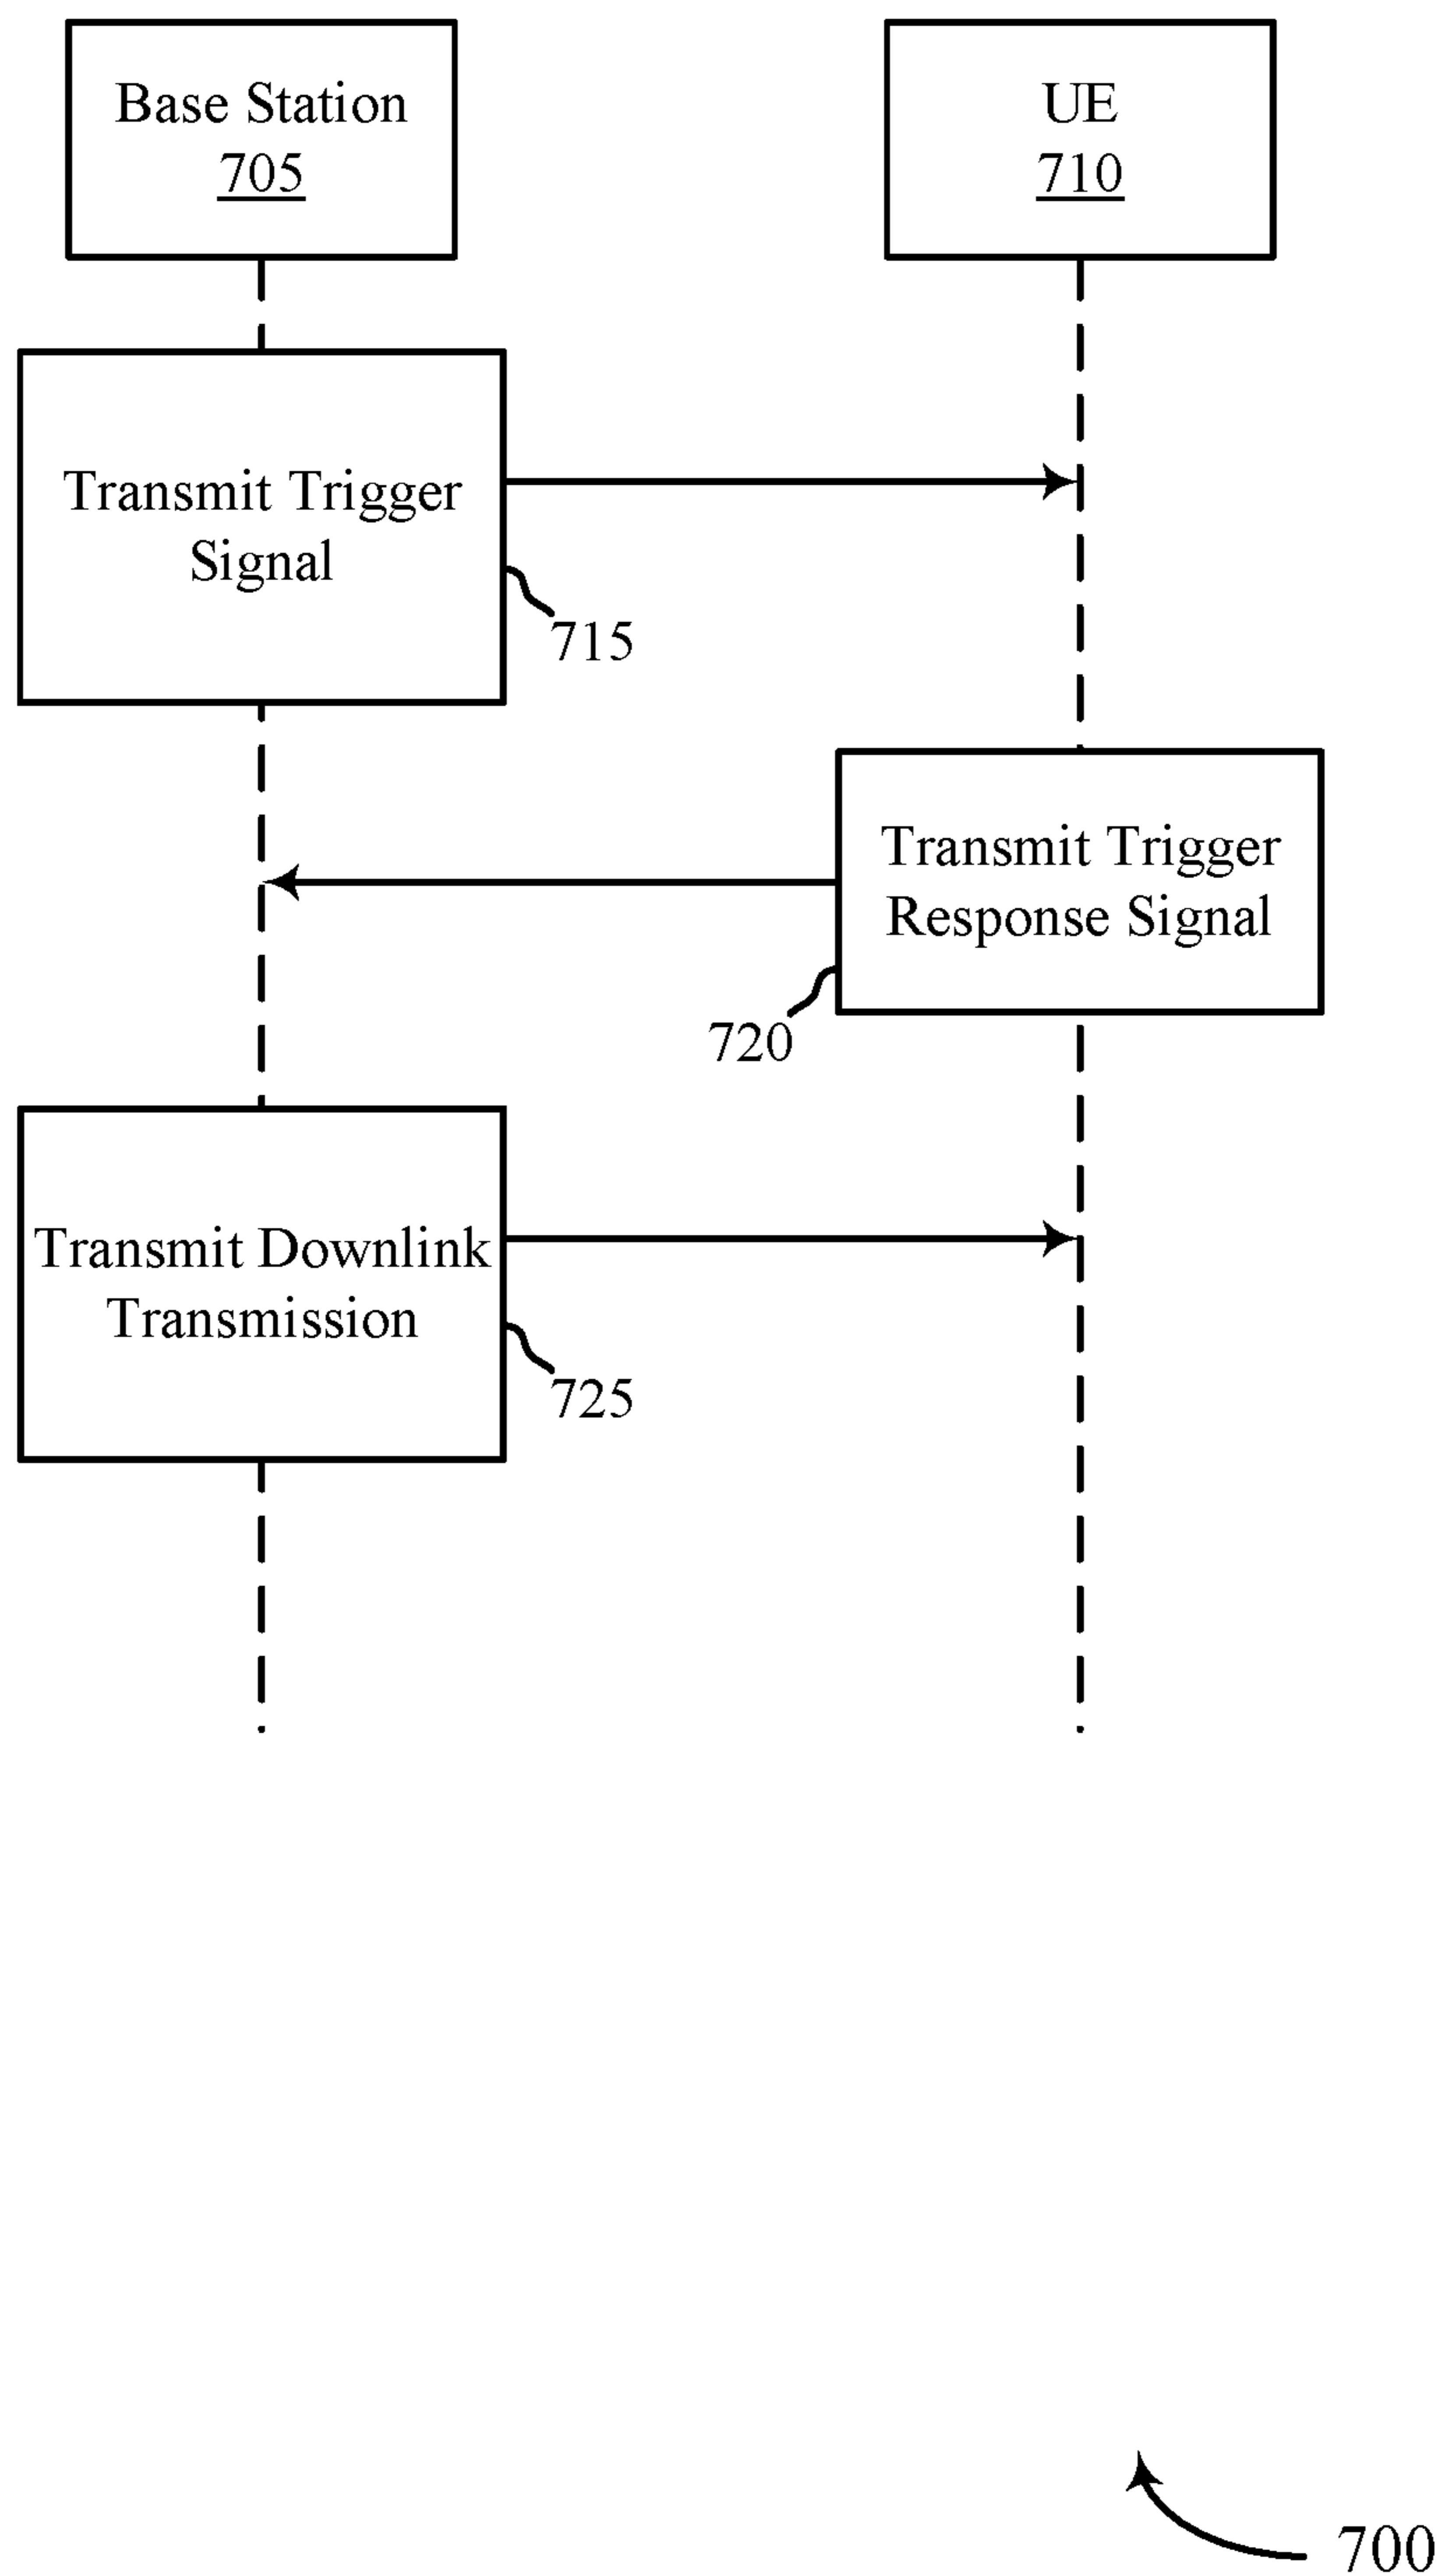 Base Station
705
UE
710
Transmit Trigger
Signal
715
Transmit Trigger
Response Signal
720
Transmit Downlink
Transmission
725
700